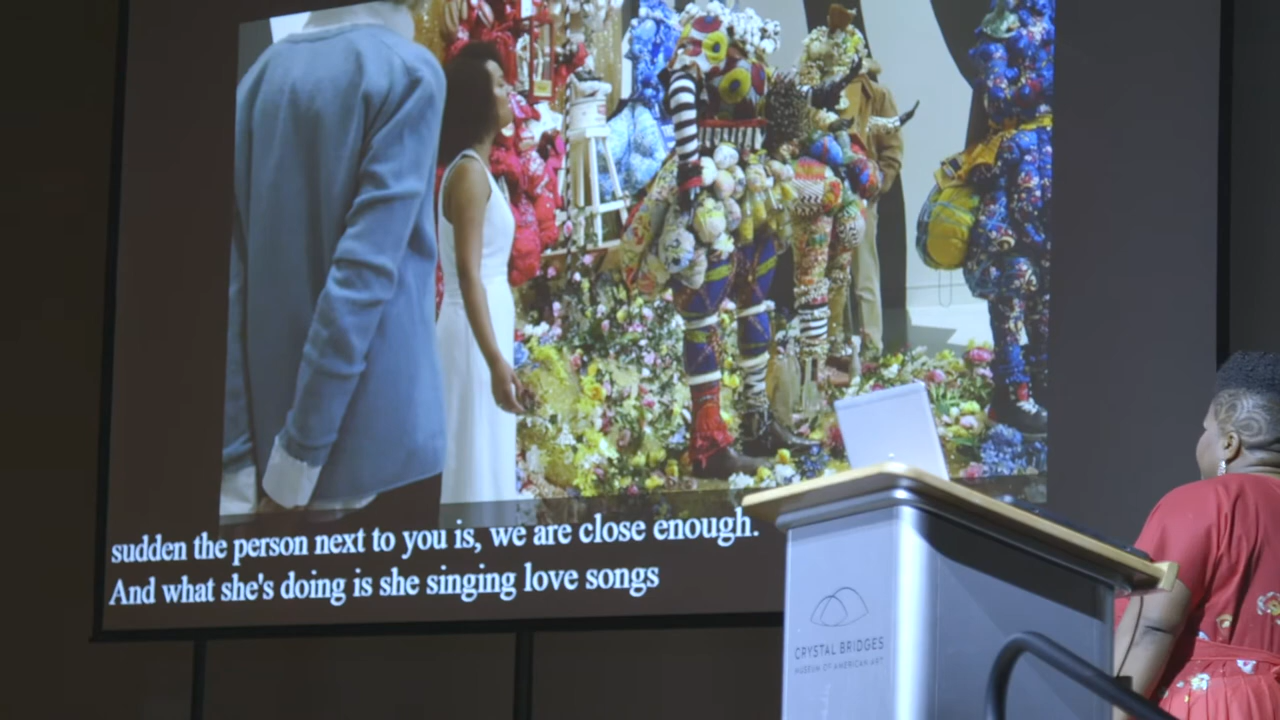 sudden the person next to you is, we are close enough.
And what she's doing is she singing love songs
CRYSTAL BRIDGES
MUSEUM OF AMERICAN ART